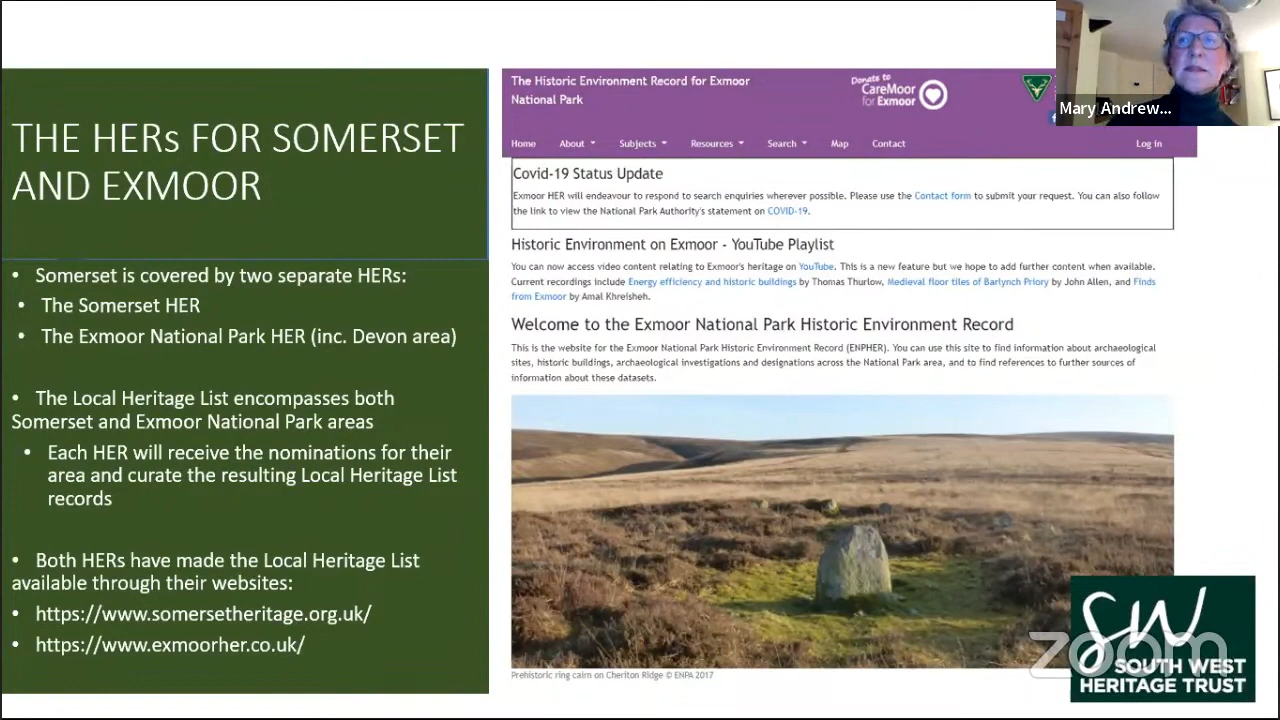 THE HERs FOR SOMERSET
AND EXMOOR
• Somerset is covered by two separate HERs:
• The Somerset HER
• The Exmoor National Park HER (inc. Devon area)
• The Local Heritage List encompasses both
Somerset and Exmoor National Park areas
• Each HER will receive the nominations for their
area and curate the resulting Local Heritage List
records
• Both HERs have made the Local Heritage List
available through their websites:
• https://www.somersetheritage.org.uk/
• https://www.exmoorher.co.uk/
The Historic Environment Record for Exmoor
National Park
Donate to
CareMoor
for Exmoor
Mary Andrew...
Home About Subjects Resources Search Map Contact Log in
Covid-19 Status Update
Exmoor HER will endeavour to respond to search enquiries wherever possible. Please use the Contact form to submit your request. You can also follow
the link to view the National Park Authority's statement on COVID-19.
Historic Environment on Exmoor - YouTube Playlist
You can now access video content relating to Exmoor's heritage on YouTube. This is a new feature but we hope to add further content when available.
Current recordings include Energy efficiency and historic buildings by Thomas Thurlow, Medieval floor tiles of Barlynch Priory by John Allen, and Finds
from Exmoor by Amal Khreisheh.
Welcome to the Exmoor National Park Historic Environment Record
This is the website for the Exmoor National Park Historic Environment Record (ENPHER). You can use this site to find information about archaeological
sites, historic buildings, archaeological investigations and designations across the National Park area, and to find references to further sources of
information about these datasets.
Prehistoric ring cairn on Cheriton Ridge © ENPA 2017
SW
zoom
SOUTH WEST
HERITAGE TRUST